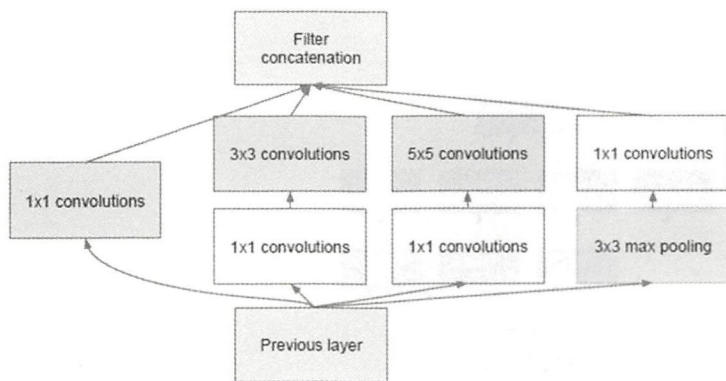 Filter
concatenation
3x3 convolutions
5x5 convolutions
1x1 convolutions
1x1 convolutions
1x1 convolutions
1x1 convolutions
3x3 max pooling
Previous layer